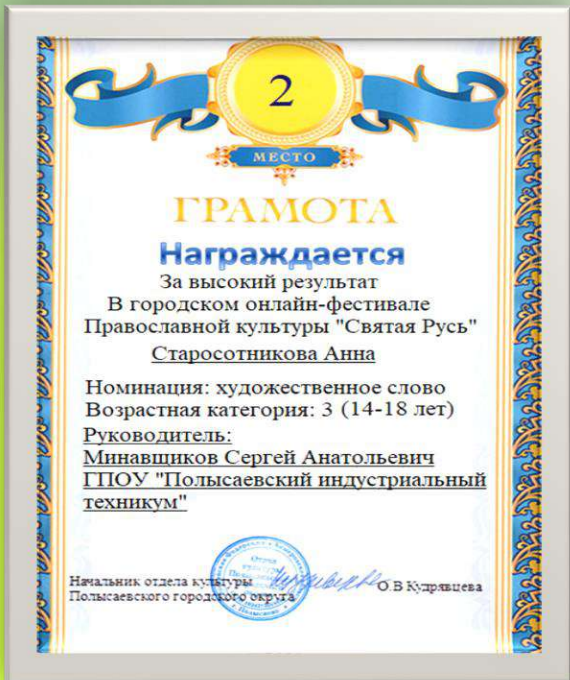 2
МЕСТО
ГРАМОТА
Награждается
За высокий результат
В городском онлайн-фестивале
Православной культуры "Святая Русь"
Старосотникова Анна
Номинация: художественное слово
Возрастная категория: 3 (14-18 лет)
Руководитель:
Минавщиков Сергей Анатольевич
ГПОУ "Полысаевский индустриальный
техникум"
Начальник отдела культуры
Полысаевского городского округа
О.В Кудрявцева